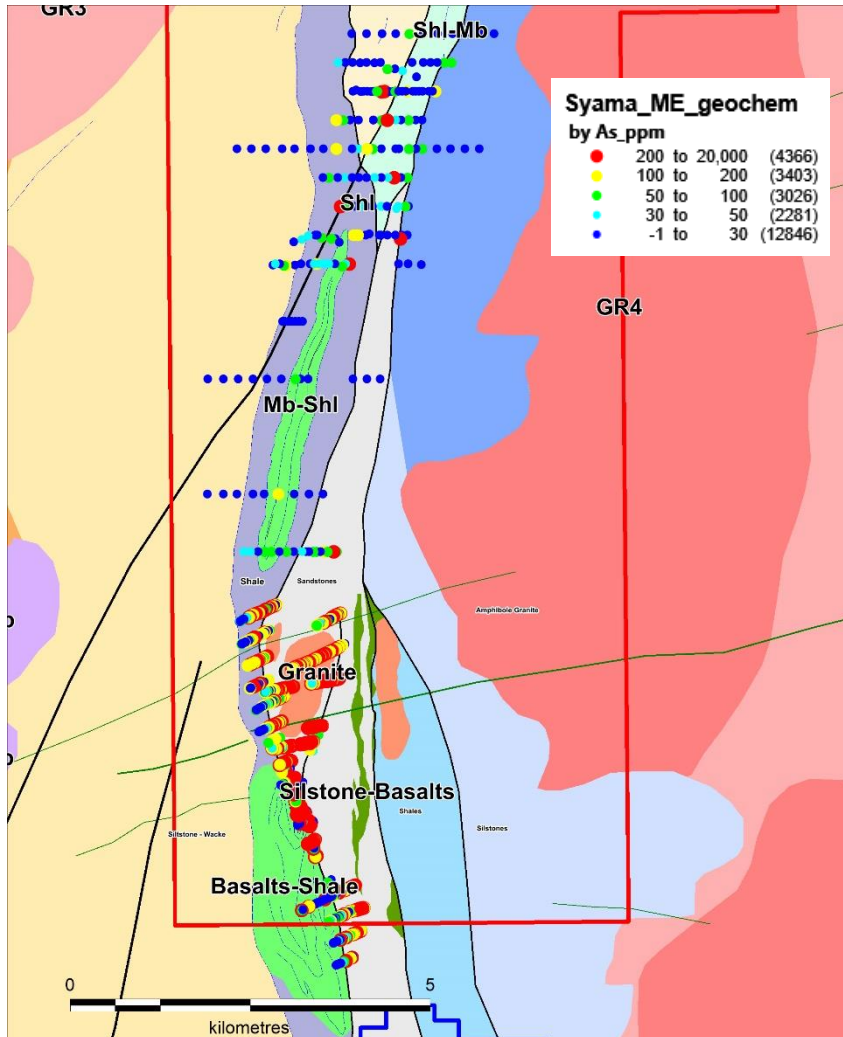 GR3
Shl-Mb
Syama_ME_geochem
by As_ppm
200 to 20,000 (4366)
100 to 200 (3403)
50 to 100 (3026)
30 to 50 (2281)
-1 to 30 (12846)
Shl
GR4
Mb-Shl
Shale
Sandstones
Amphibole Granite
Granite
Silstone-Basalts
Shales
Siltstone - Wacke
Silstones
Basalts-Shale
0 5
kilometres